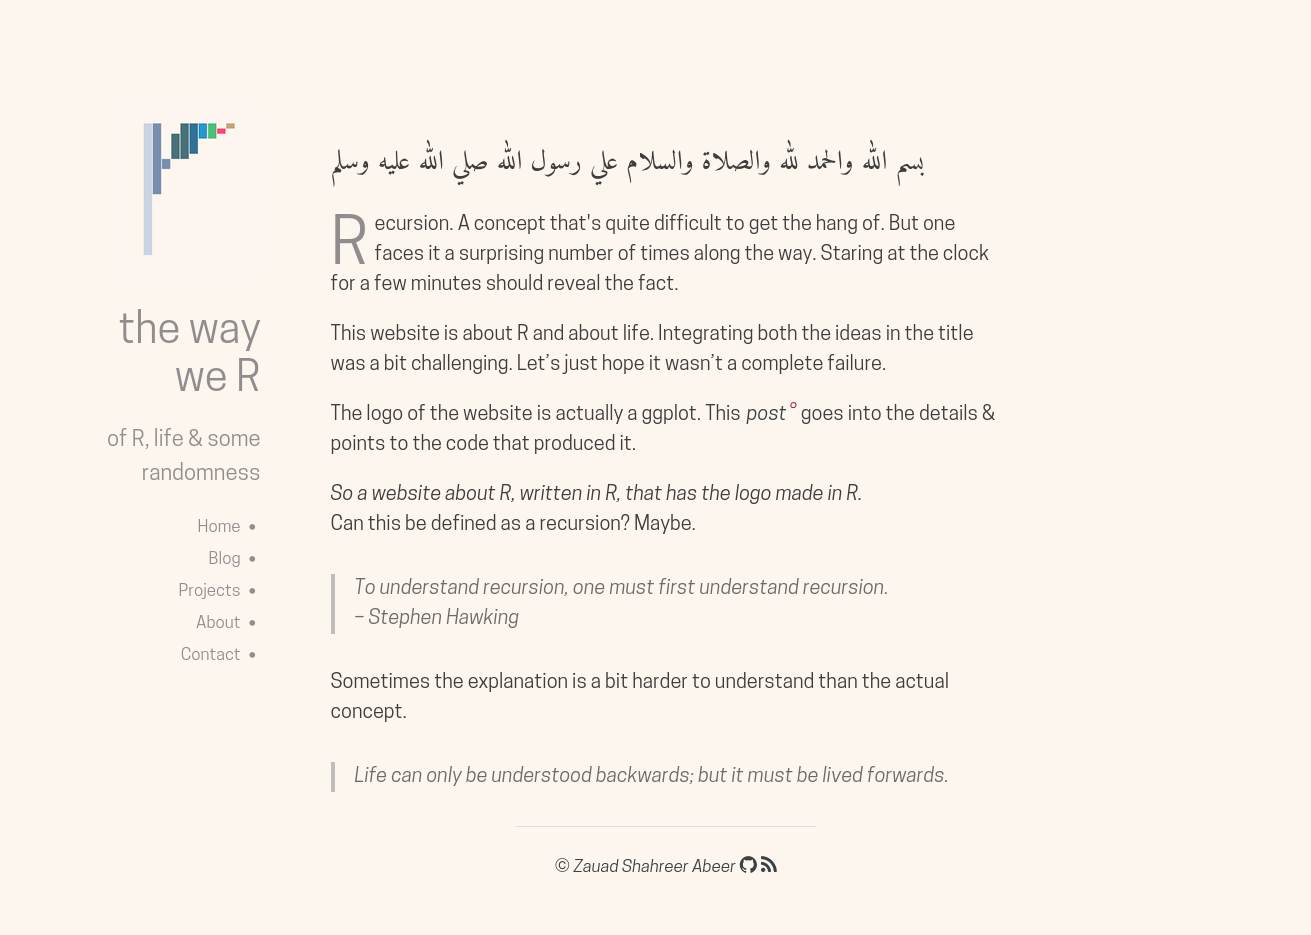 the way
we R
of R, life & some
randomness
Home
Blog
Projects
About
Contact
بسم الله والحمد لله والصلاة والسلام علي رسول الله صلي الله عليه وسلم
Recursion. A concept that's quite difficult to get the hang of. But one
faces it a surprising number of times along the way. Staring at the clock
for a few minutes should reveal the fact.
This website is about R and about life. Integrating both the ideas in the title
was a bit challenging. Let’s just hope it wasn’t a complete failure.
The logo of the website is actually a ggplot. This post° goes into the details &
points to the code that produced it.
So a website about R, written in R, that has the logo made in R.
Can this be defined as a recursion? Maybe.
To understand recursion, one must first understand recursion.
– Stephen Hawking
Sometimes the explanation is a bit harder to understand than the actual
concept.
Life can only be understood backwards; but it must be lived forwards.
© Zauad Shahreer Abeer